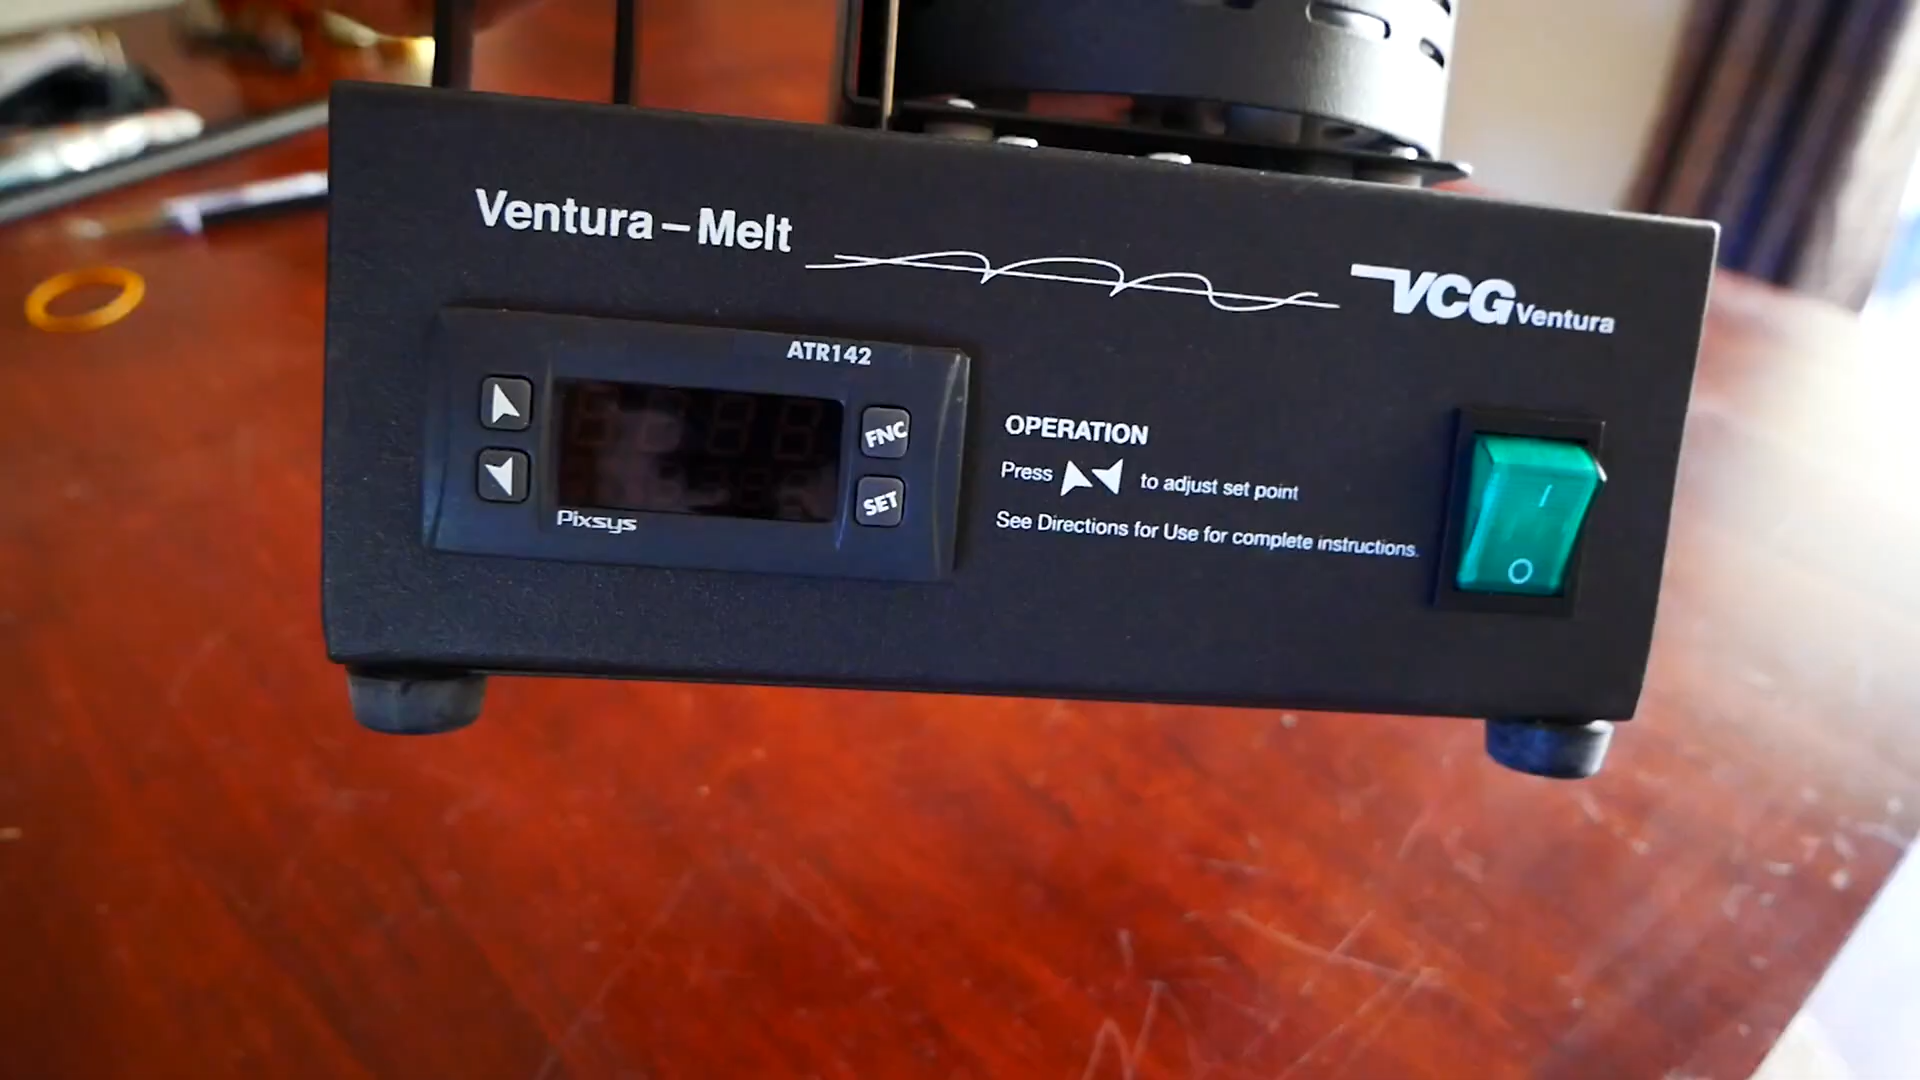 Ventura – Melt
VCG Ventura
ATR142
FNC
SET
Pixsys
OPERATION
Press to adjust set point
See Directions for Use for complete instructions.
I
O